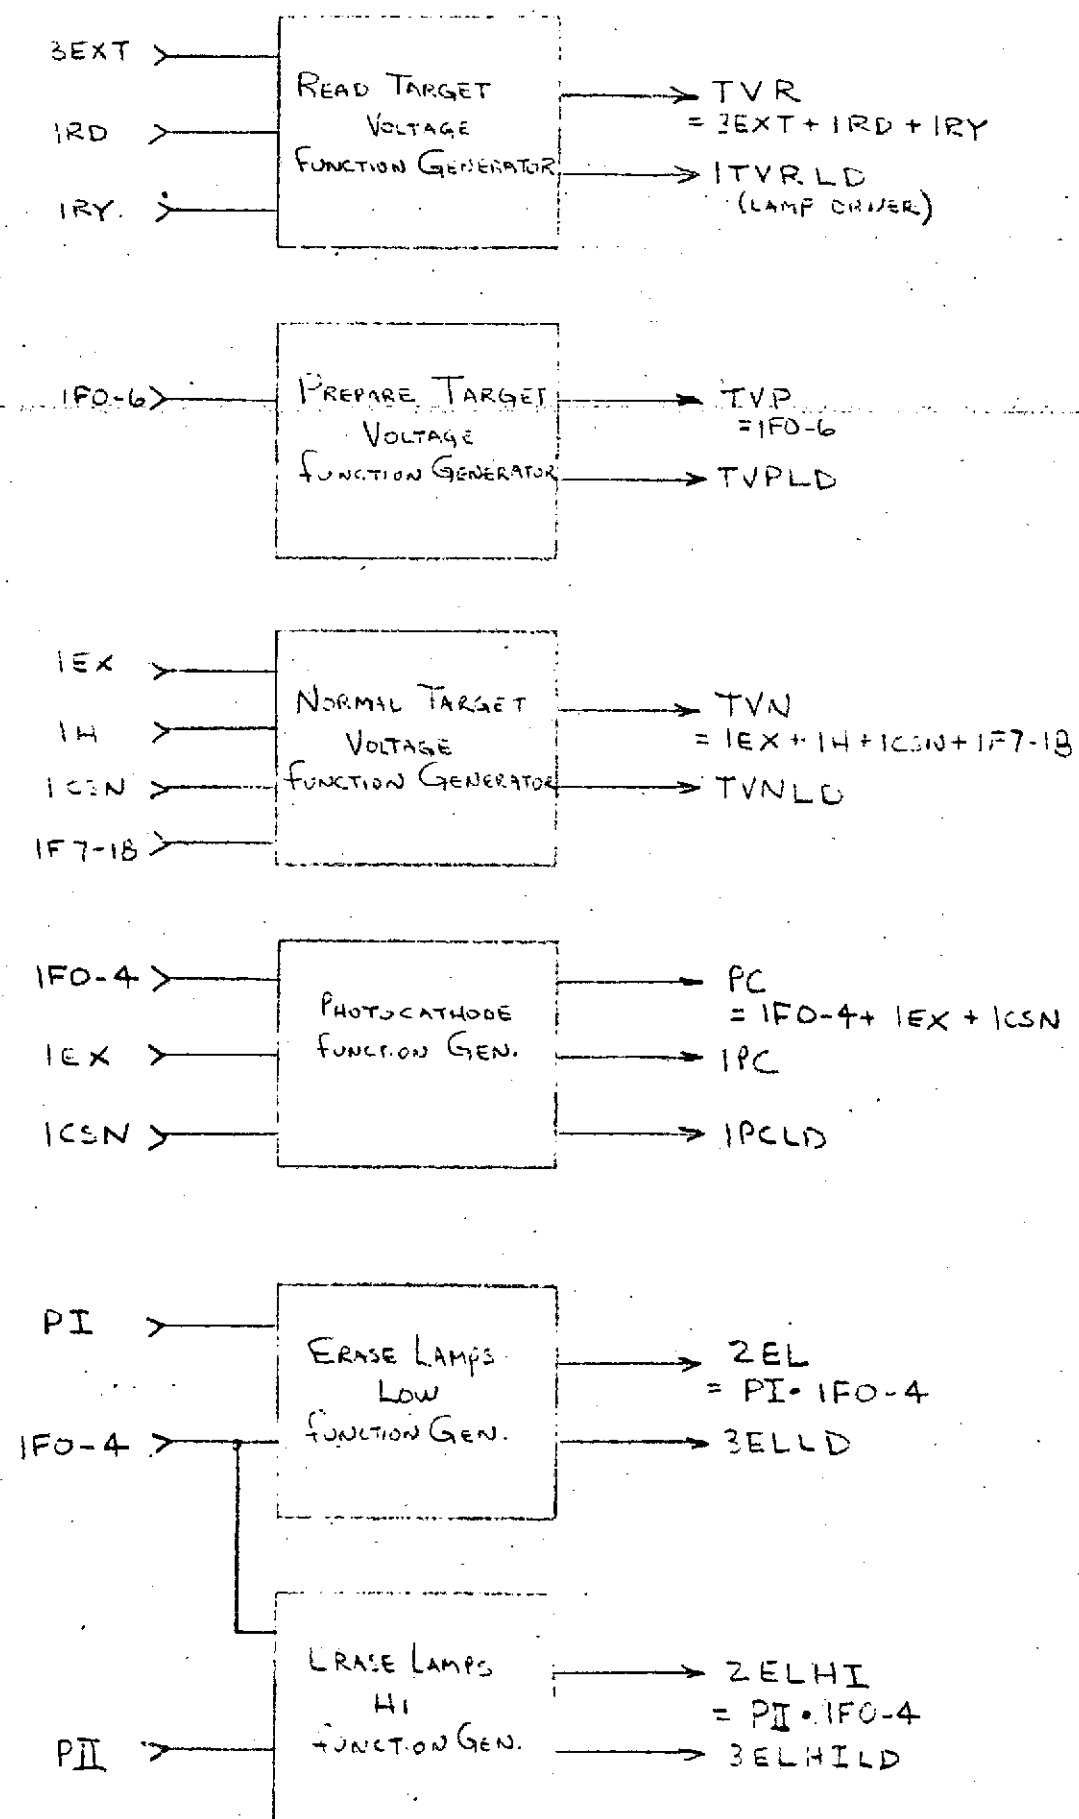 3EXT
1RD
1RY.
READ TARGET
VOLTAGE
FUNCTION GENERATOR
TVR
= 3EXT + 1RD + 1RY
1TVRLD
(LAMP DRIVER)
1F0-6
PREPARE TARGET
VOLTAGE
FUNCTION GENERATOR
TVP
= 1F0-6
TVPLD
1EX
1H
1CSN
1F7-1B
NORMAL TARGET
VOLTAGE
FUNCTION GENERATOR
TVN
= 1EX + 1H + 1CSN + 1F7-1B
TVNLD
1F0-4
1EX
1CSN
PHOTOCATHODE
FUNCTION GEN.
PC
= 1F0-4 + 1EX + 1CSN
1PC
1PCLD
PI
1F0-4
ERASE LAMPS
LOW
FUNCTION GEN.
2EL
= PI • 1F0-4
3ELLD
PII
ERASE LAMPS
HI
FUNCTION GEN.
2ELHI
= PII • 1F0-4
3ELHILD